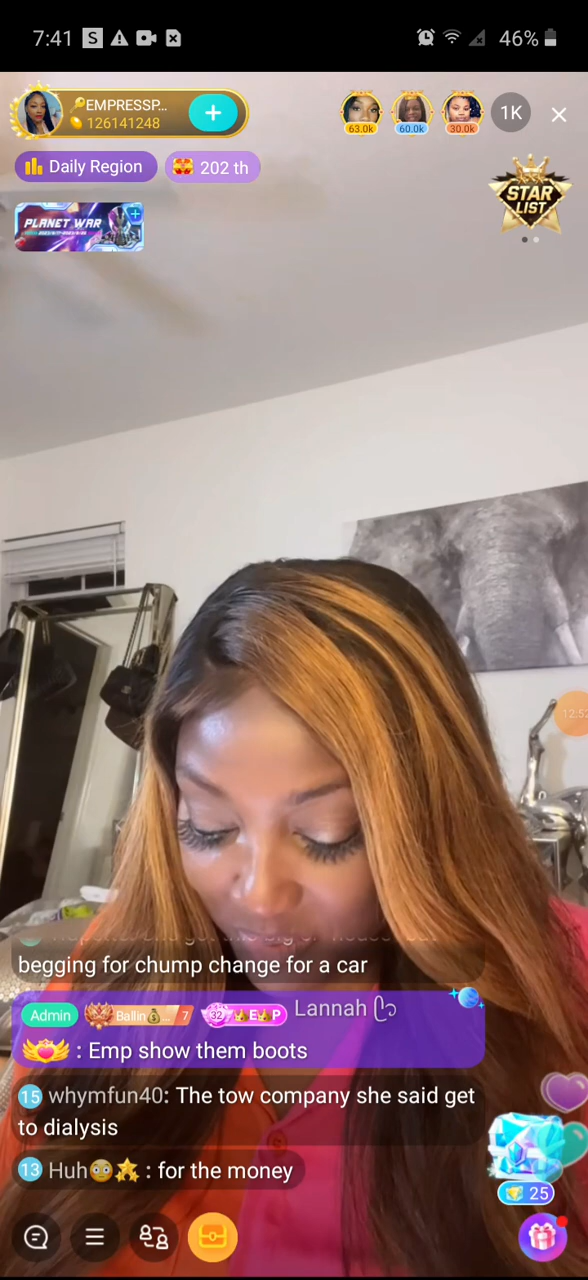 7:41 S 46%
EMPRESSP...
126141248
63.0k 60.0k 30.0k 1K
Daily Region 202 th
STAR
LIST
PLANET WAR
12:52
begging for chump change for a car
Admin Ballin💰... 7 32 👑E👑P Lannah
: Emp show them boots
15 whymfun40: The tow company she said get
to dialysis
13 Huh😳🌟 : for the money
25